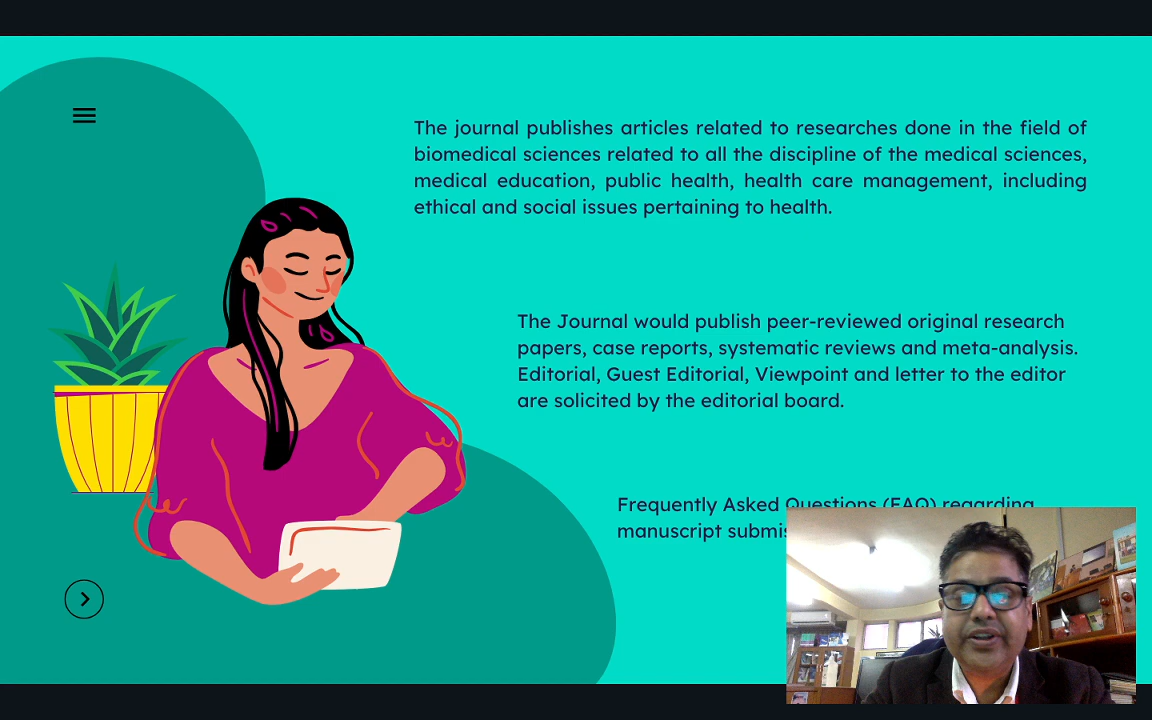 The journal publishes articles related to researches done in the field of
biomedical sciences related to all the discipline of the medical sciences,
medical education, public health, health care management, including
ethical and social issues pertaining to health.
The Journal would publish peer-reviewed original research
papers, case reports, systematic reviews and meta-analysis.
Editorial, Guest Editorial, Viewpoint and letter to the editor
are solicited by the editorial board.
Frequently Asked Questions (FAQ) regarding
manuscript